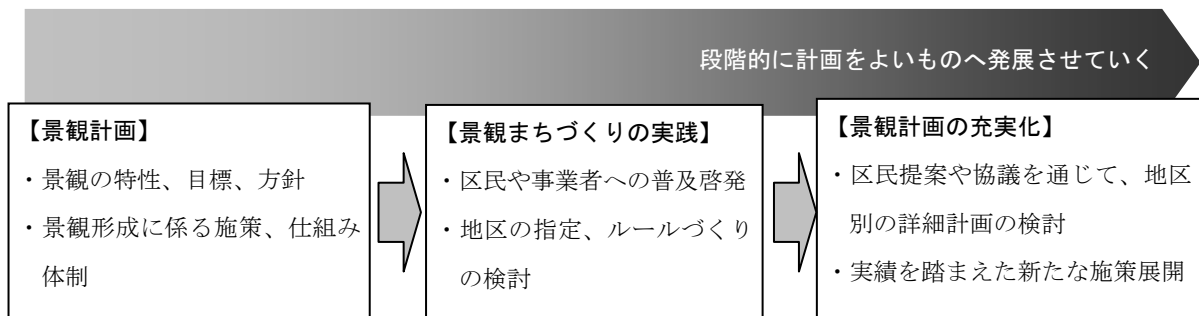 段階的に計画をよいものへ発展させていく
【景観計画】
・景観の特性、目標、方針
・景観形成に係る施策、仕組み
体制
【景観まちづくりの実践】
・区民や事業者への普及啓発
・地区の指定、ルールづくり
の検討
【景観計画の充実化】
・区民提案や協議を通じて、地区
別の詳細計画の検討
・実績を踏まえた新たな施策展開